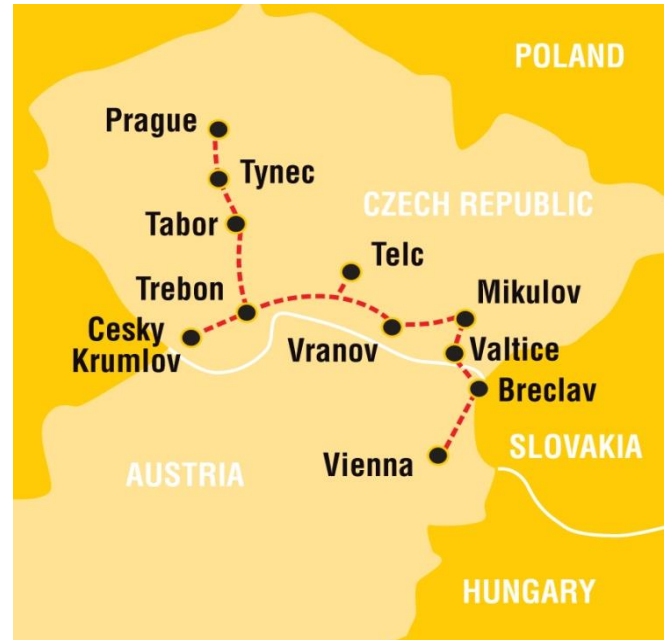 POLAND
Prague
Tynec
CZECH REPUBLIC
Tabor
Telc
Trebon
Mikulov
Cesky
Krumlov
Vranov
Valtice
Breclav
SLOVAKIA
Vienna
AUSTRIA
HUNGARY